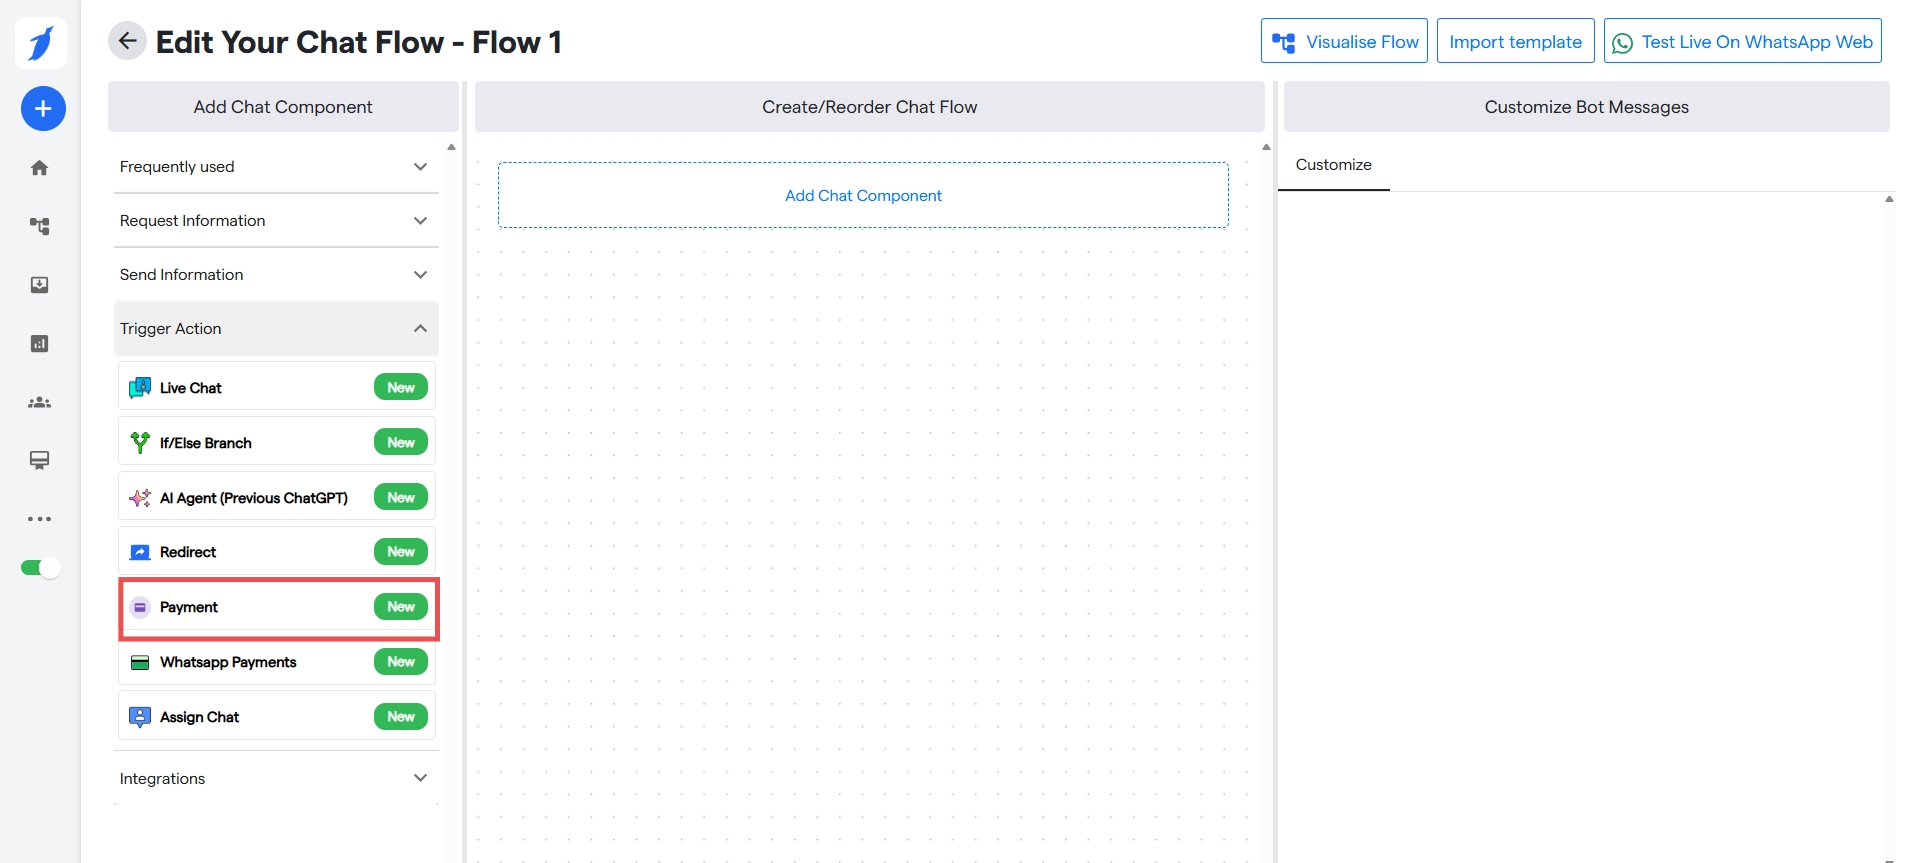 Edit Your Chat Flow - Flow 1
Visualise Flow
Import template
Test Live On WhatsApp Web
Add Chat Component
Create/Reorder Chat Flow
Customize Bot Messages
Frequently used
Request Information
Send Information
Trigger Action
Live Chat New
If/Else Branch New
AI Agent (Previous ChatGPT) New
Redirect New
Payment New
Whatsapp Payments New
Assign Chat New
Integrations
Add Chat Component
Customize